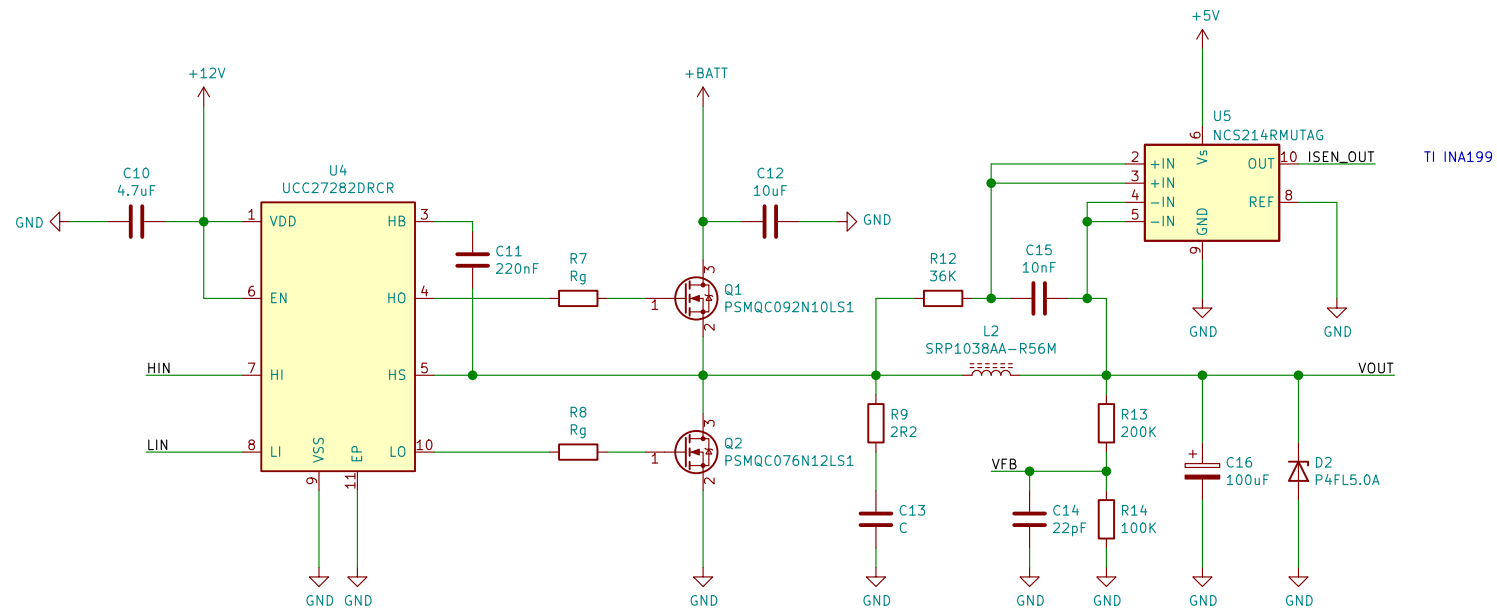 +5V
+12V
+BATT
U5
NCS214RMUTAG
6
Vs
2
+IN
OUT
10
ISEN_OUT
TI INA199
3
+IN
4
-IN
REF
8
5
-IN
GND
9
C10
4.7uF
U4
UCC27282DRCR
C12
10uF
GND
1
VDD
HB
3
GND
C11
220nF
R7
Rg
3
R12
36K
C15
10nF
6
EN
HO
4
1
Q1
PSMQC092N10LS1
2
GND
GND
L2
SRP1038AA-R56M
HIN
7
HI
HS
5
VOUT
R8
Rg
3
R9
2R2
R13
200K
LIN
8
LI
VSS
EP
LO
10
1
Q2
PSMQC076N12LS1
2
VFB
+
C16
100uF
D2
P4FL5.0A
9
11
C13
C
C14
22pF
R14
100K
GND
GND
GND
GND
GND
GND
GND
GND